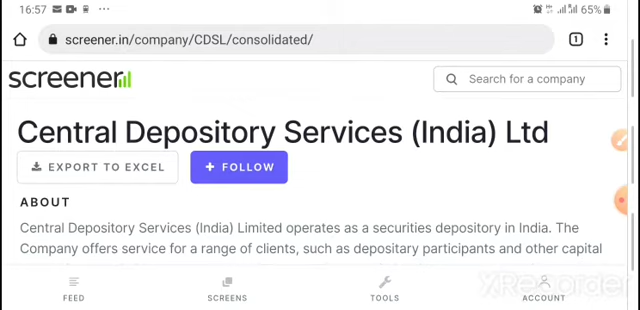 16:57 ... 65%
screener.in/company/CDSL/consolidated/ 1
screener Search for a company
Central Depository Services (India) Ltd
EXPORT TO EXCEL + FOLLOW
ABOUT
Central Depository Services (India) Limited operates as a securities depository in India. The
Company offers service for a range of clients, such as depositary participants and other capital
FEED SCREENS TOOLS ACCOUNT
XRecorder